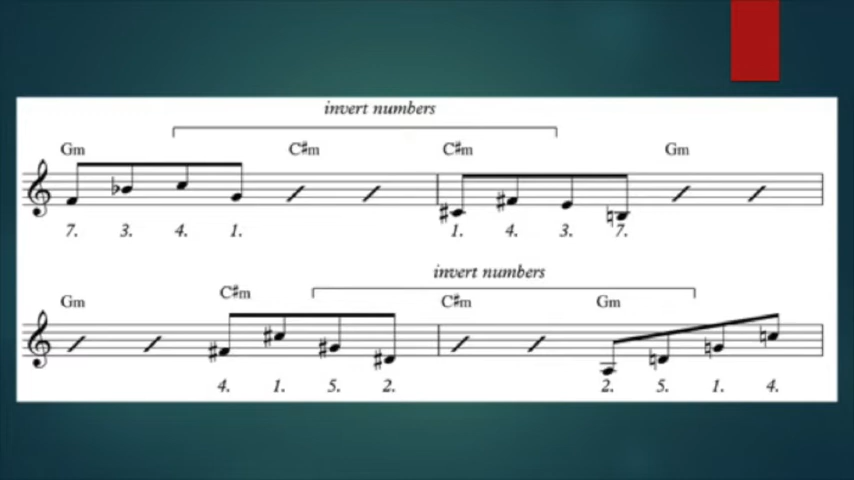 invert numbers
Gm C#m C#m Gm
7. 3. 4. 1. 1. 4. 3. 7.
invert numbers
Gm C#m C#m Gm
4. 1. 5. 2. 2. 5. 1. 4.